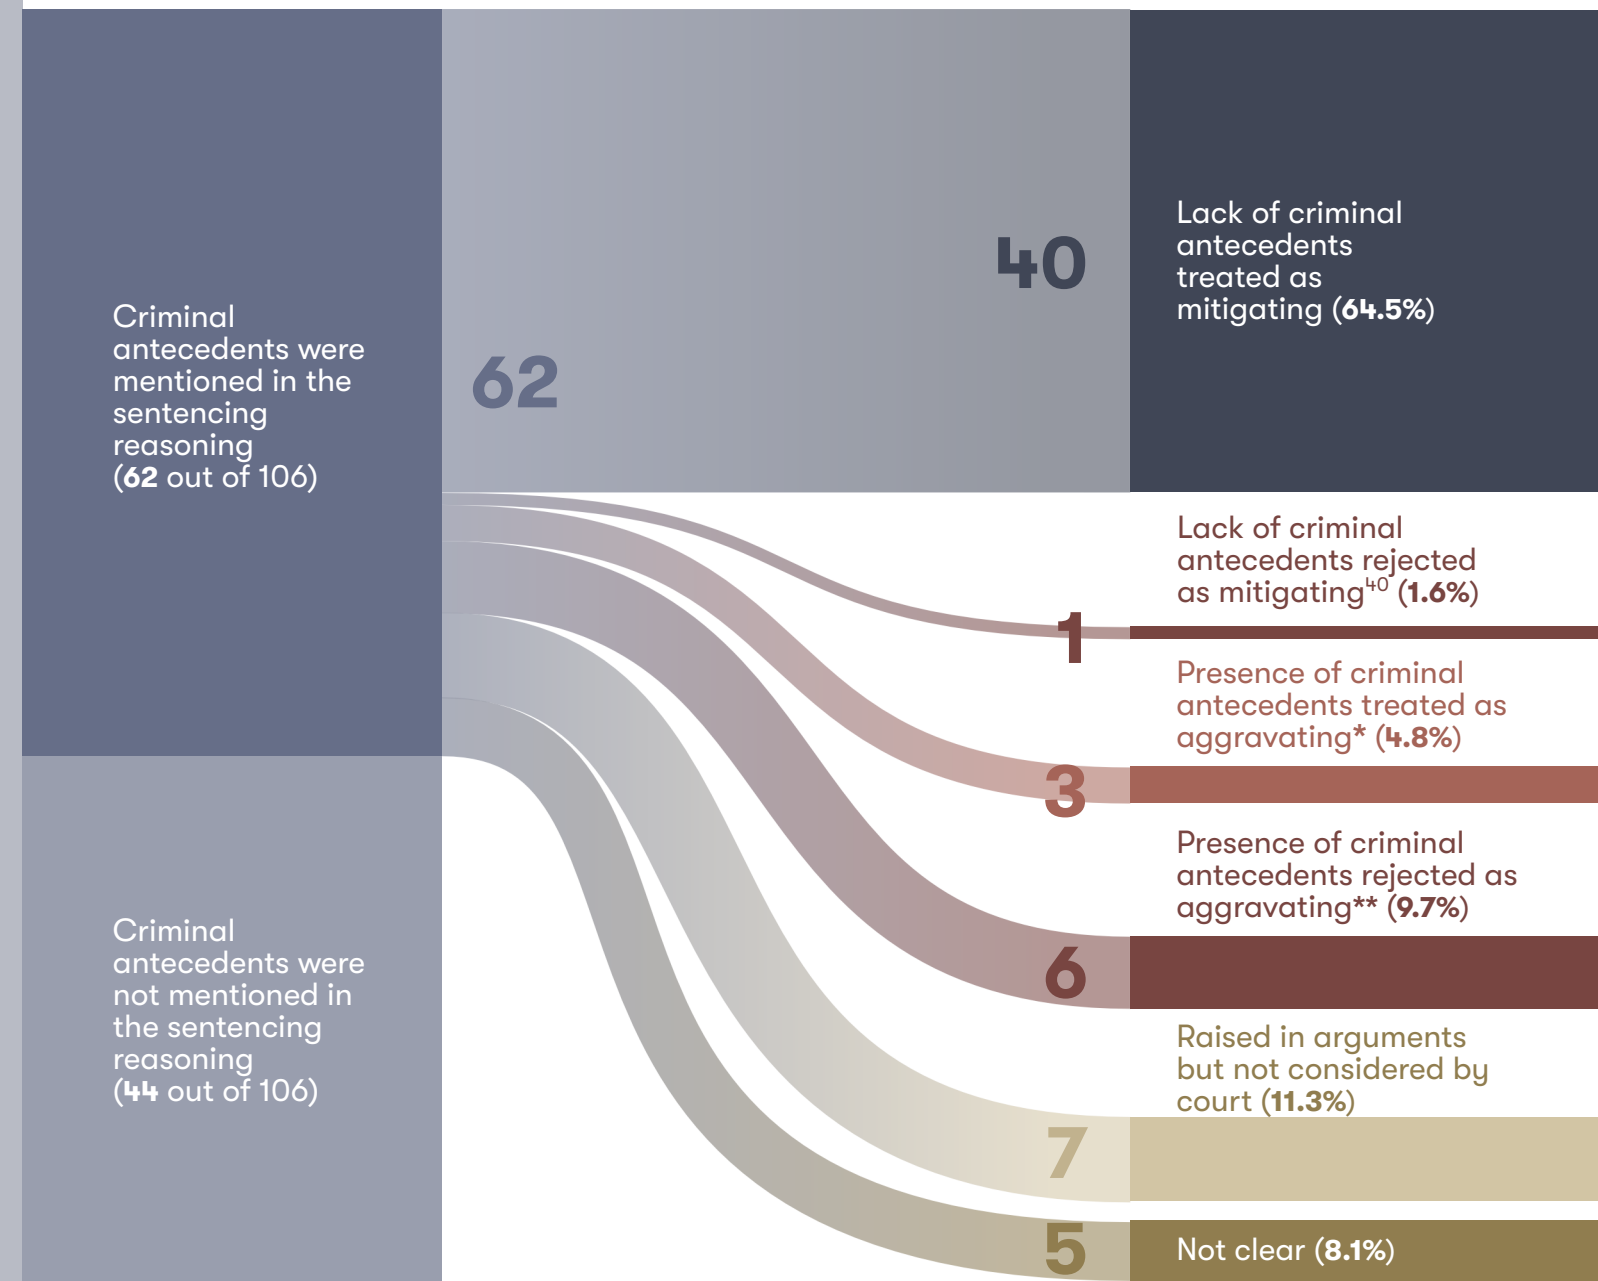 Criminal
antecedents were
mentioned in the
sentencing
reasoning
(62 out of 106)
62
40
Lack of criminal
antecedents
treated as
mitigating (64.5%)
Lack of criminal
antecedents rejected
as mitigating40 (1.6%)
1
Presence of criminal
antecedents treated as
aggravating* (4.8%)
3
Presence of criminal
antecedents rejected as
aggravating** (9.7%)
6
Criminal
antecedents were
not mentioned in
the sentencing
reasoning
(44 out of 106)
Raised in arguments
but not considered by
court (11.3%)
7
5
Not clear (8.1%)